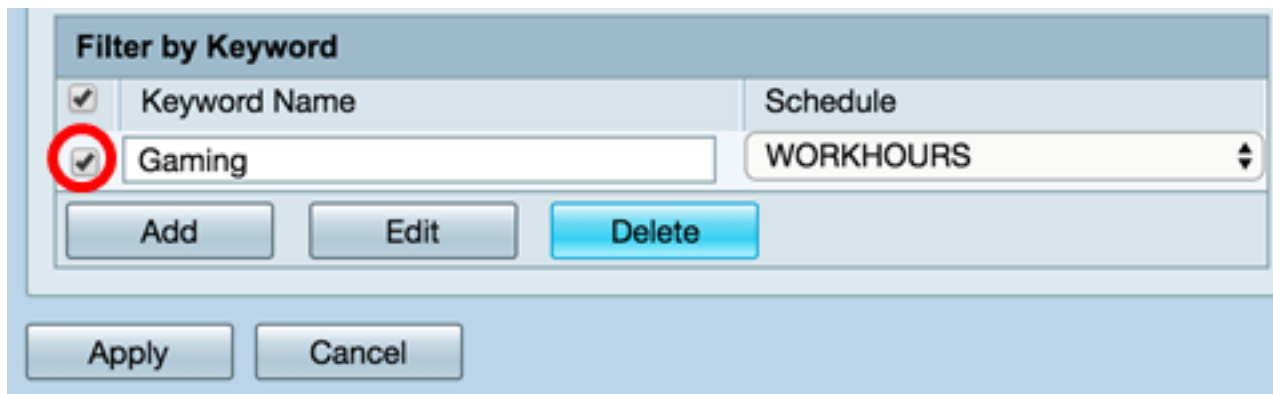 Filter by Keyword
Keyword Name Schedule
Gaming WORKHOURS
Add Edit Delete
Apply Cancel